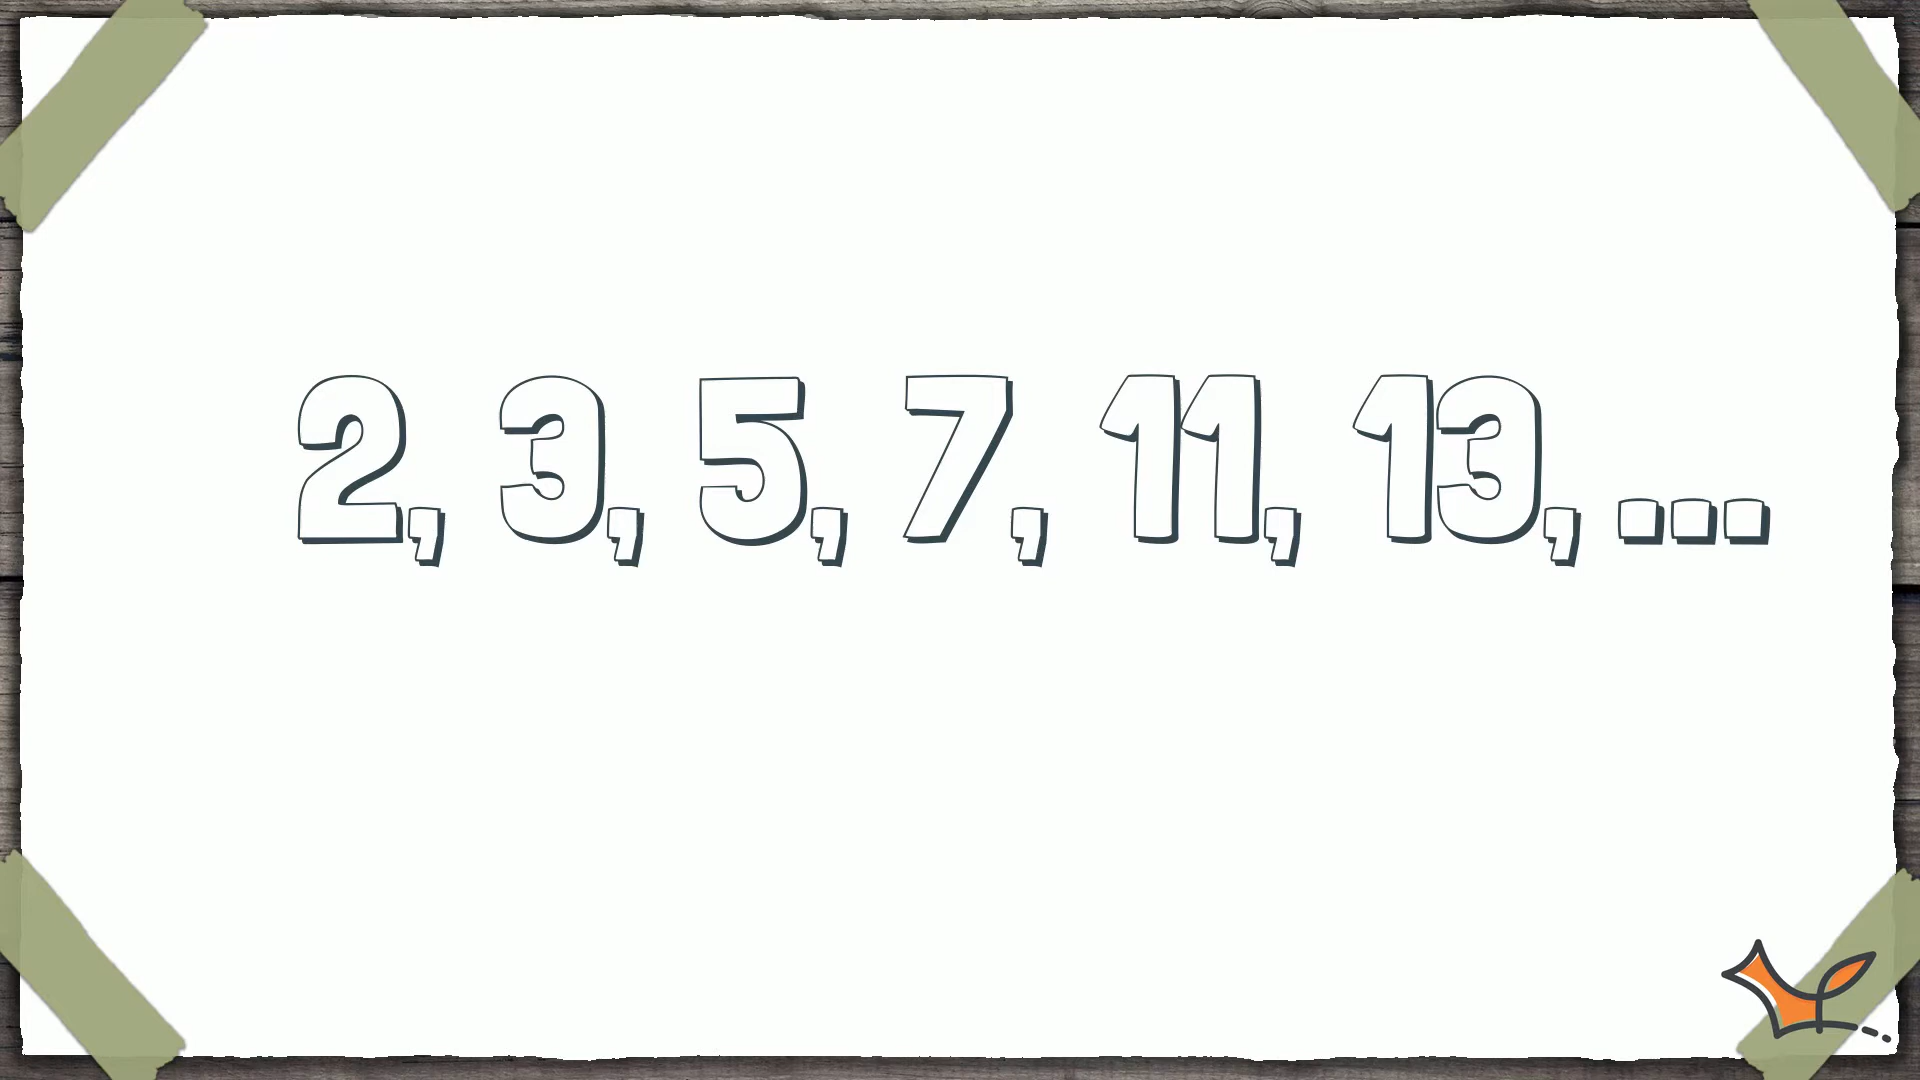 2, 3, 5, 7, 11, 13, ...